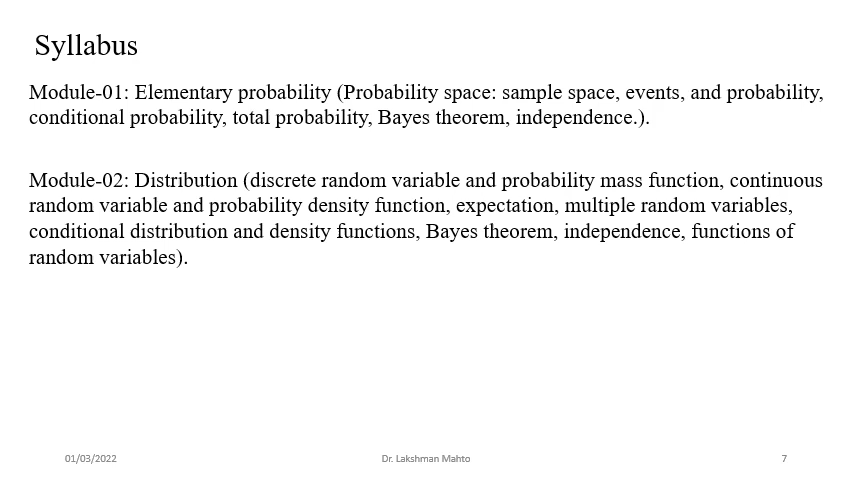 Syllabus
Module-01: Elementary probability (Probability space: sample space, events, and probability,
conditional probability, total probability, Bayes theorem, independence.).
Module-02: Distribution (discrete random variable and probability mass function, continuous
random variable and probability density function, expectation, multiple random variables,
conditional distribution and density functions, Bayes theorem, independence, functions of
random variables).
01/03/2022 Dr. Lakshman Mahto 7